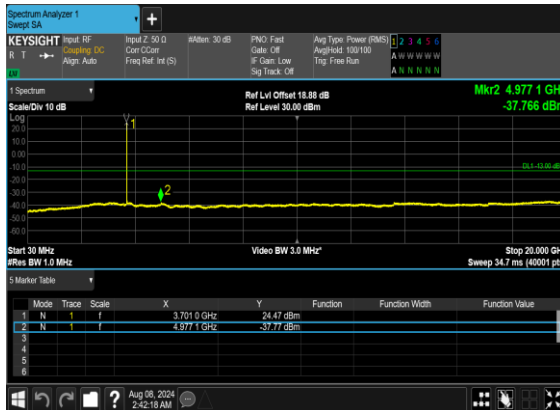 Spectrum Analyzer 1
Swept SA
+
KEYSIGHT Input: RF Input Z: 50 Ω #Atten: 30 dB PNO: Fast Avg Type: Power (RMS) 1 2 3 4 5 6
R T Coupling: DC Corr CCorr Gate: Off Avg|Hold: 100/100 A W W W W W
Align: Auto Freq Ref: Int (S) IF Gain: Low Trig: Free Run
Sig Track: Off A N N N N N
1 Spectrum Mkr2 4.977 1 GH
Scale/Div 10 dB Ref Lvl Offset 18.88 dB -37.766 dB
Ref Level 30.00 dBm
Log
20.0
1
10.0
0.00
-10.0
DL1 -13.00 dB
-20.0
-30.0
2
-40.0
-50.0
-60.0
Start 30 MHz Video BW 3.0 MHz* Stop 20.000 GH
#Res BW 1.0 MHz Sweep 34.7 ms (40001 pt
5 Marker Table
Mode Trace Scale X Y Function Function Width Function Value
1 N 1 f 3.701 0 GHz 24.47 dBm
2 N 1 f 4.977 1 GHz -37.77 dBm
3
4
5
6
? Aug 08, 2024
2:42:18 AM